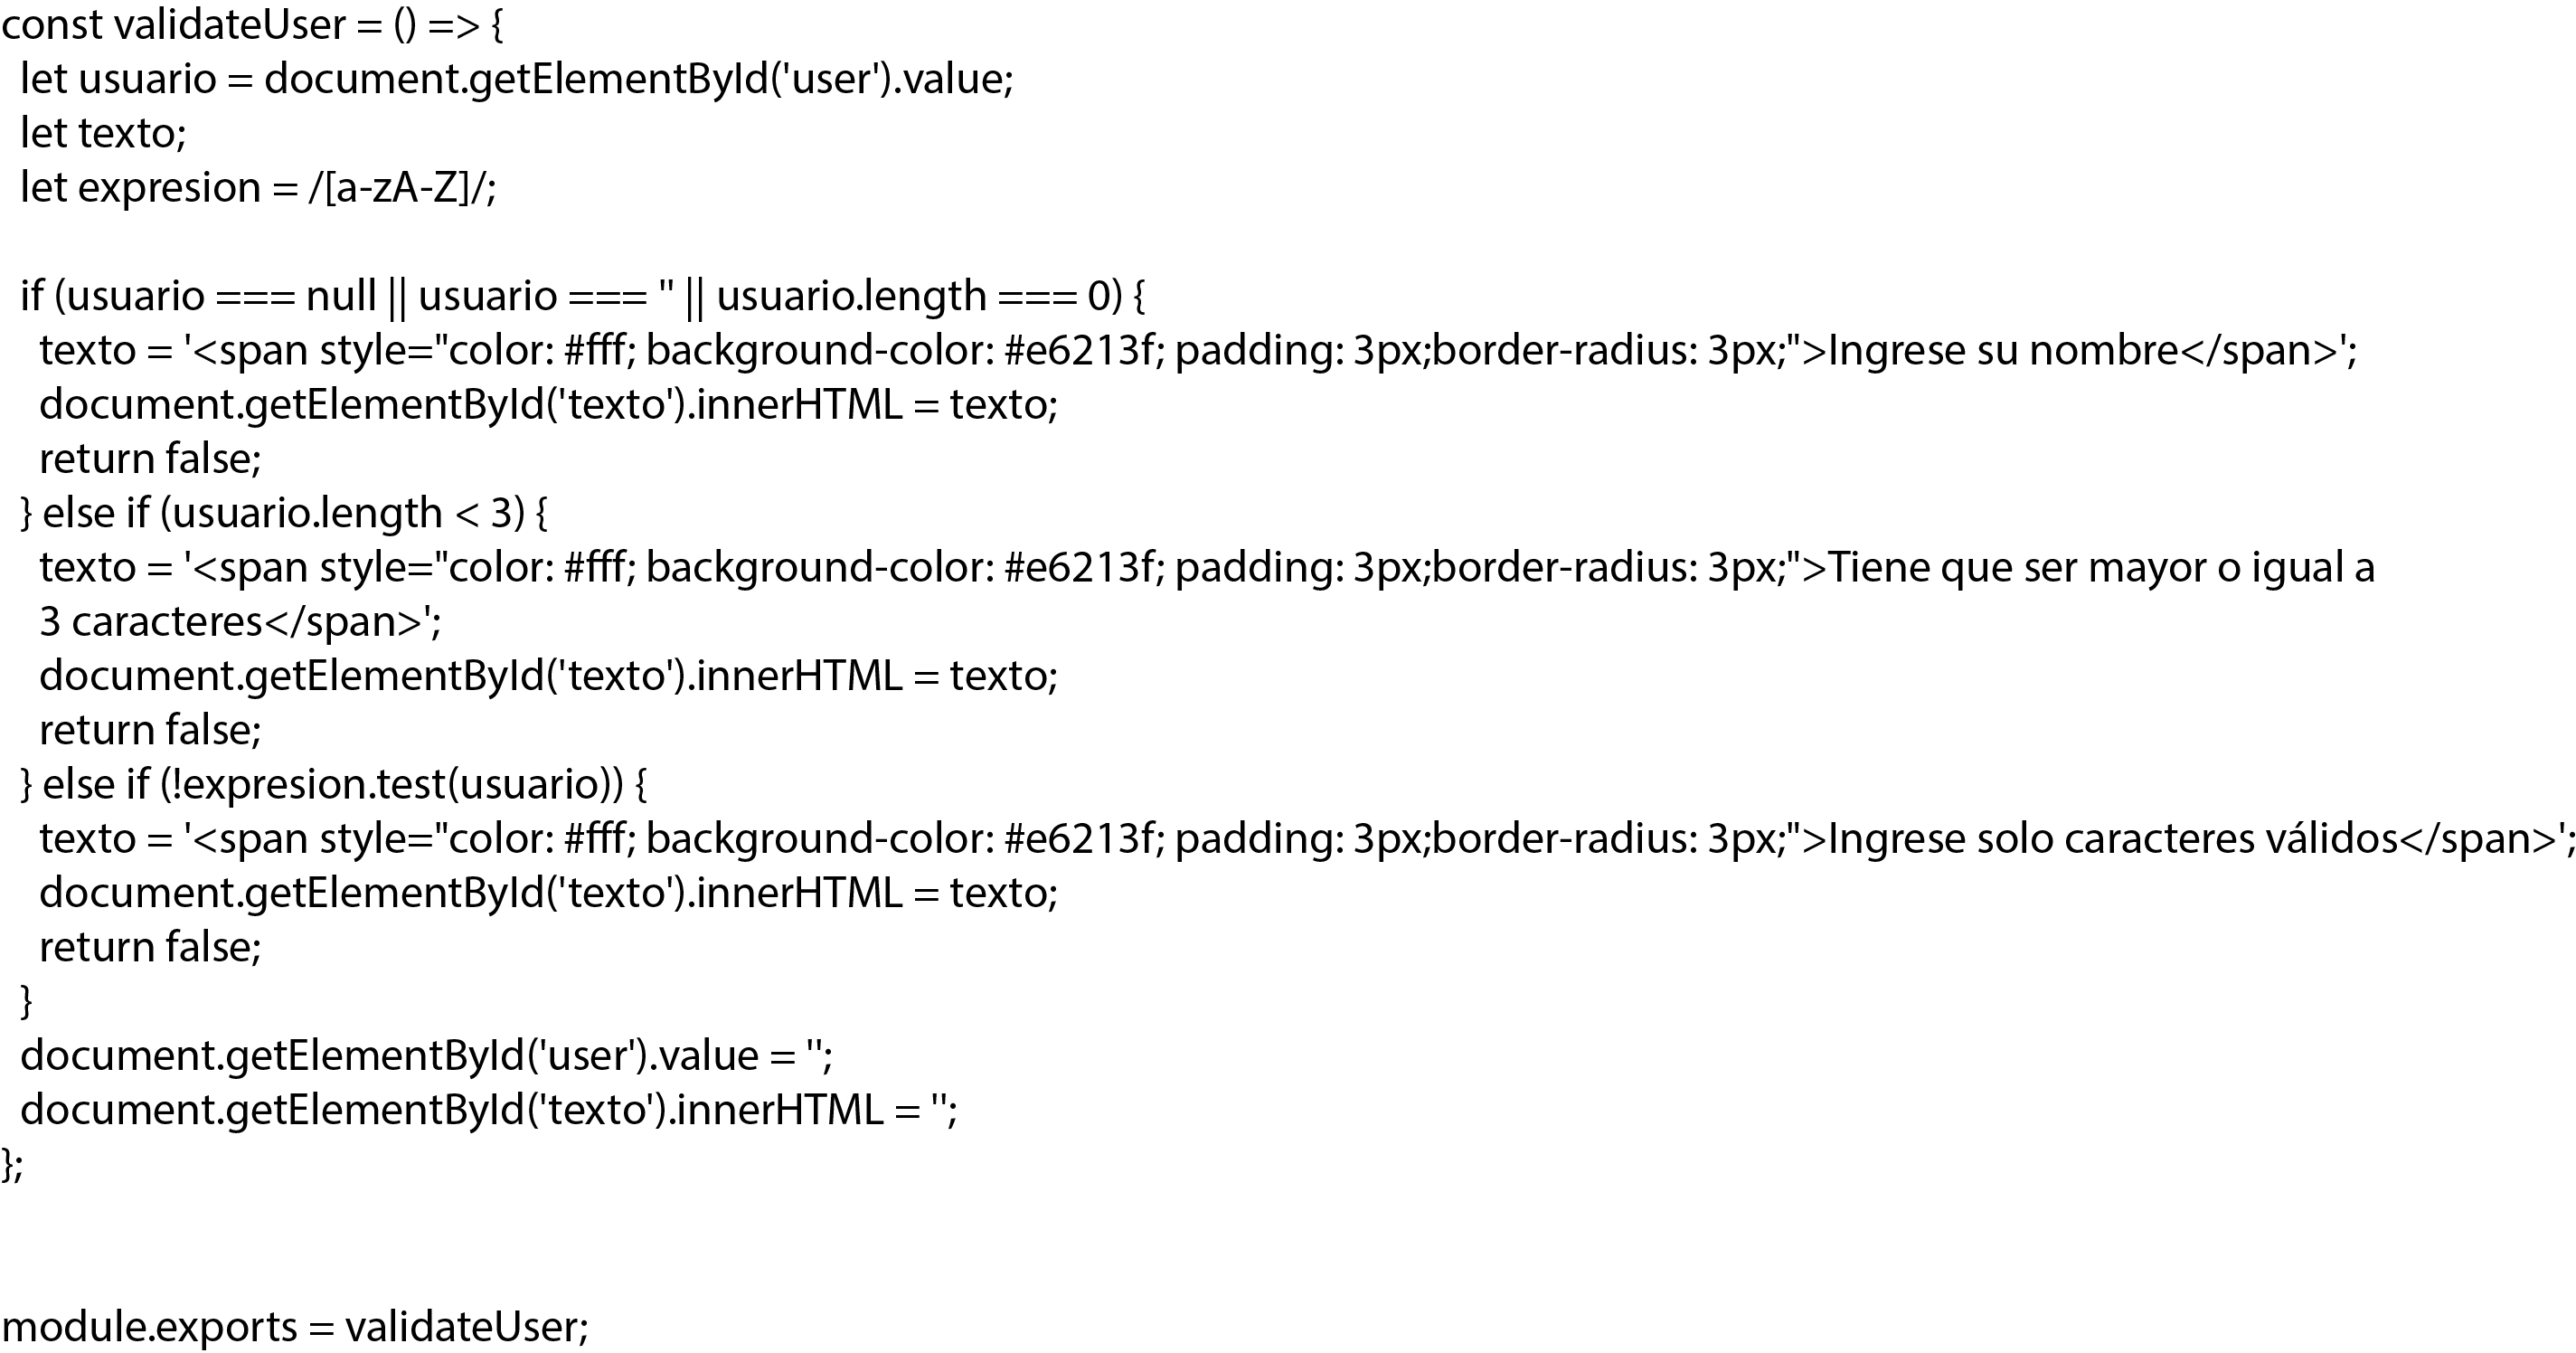 const validateUser = () => {
let usuario = document.getElementById('user').value;
let texto;
let expresion = /[a-zA-Z]/;
if (usuario === null || usuario === '' || usuario.length === 0) {
texto = '<span style="color: #fff; background-color: #e6213f; padding: 3px;border-radius: 3px;">Ingrese su nombre</span>';
document.getElementById('texto').innerHTML = texto;
return false;
} else if (usuario.length < 3) {
texto = '<span style="color: #fff; background-color: #e6213f; padding: 3px;border-radius: 3px;">Tiene que ser mayor o igual a
3 caracteres</span>';
document.getElementById('texto').innerHTML = texto;
return false;
} else if (!expresion.test(usuario)) {
texto = '<span style="color: #fff; background-color: #e6213f; padding: 3px;border-radius: 3px;">Ingrese solo caracteres válidos</span>';
document.getElementById('texto').innerHTML = texto;
return false;
}
document.getElementById('user').value = '';
document.getElementById('texto').innerHTML = '';
};
module.exports = validateUser;